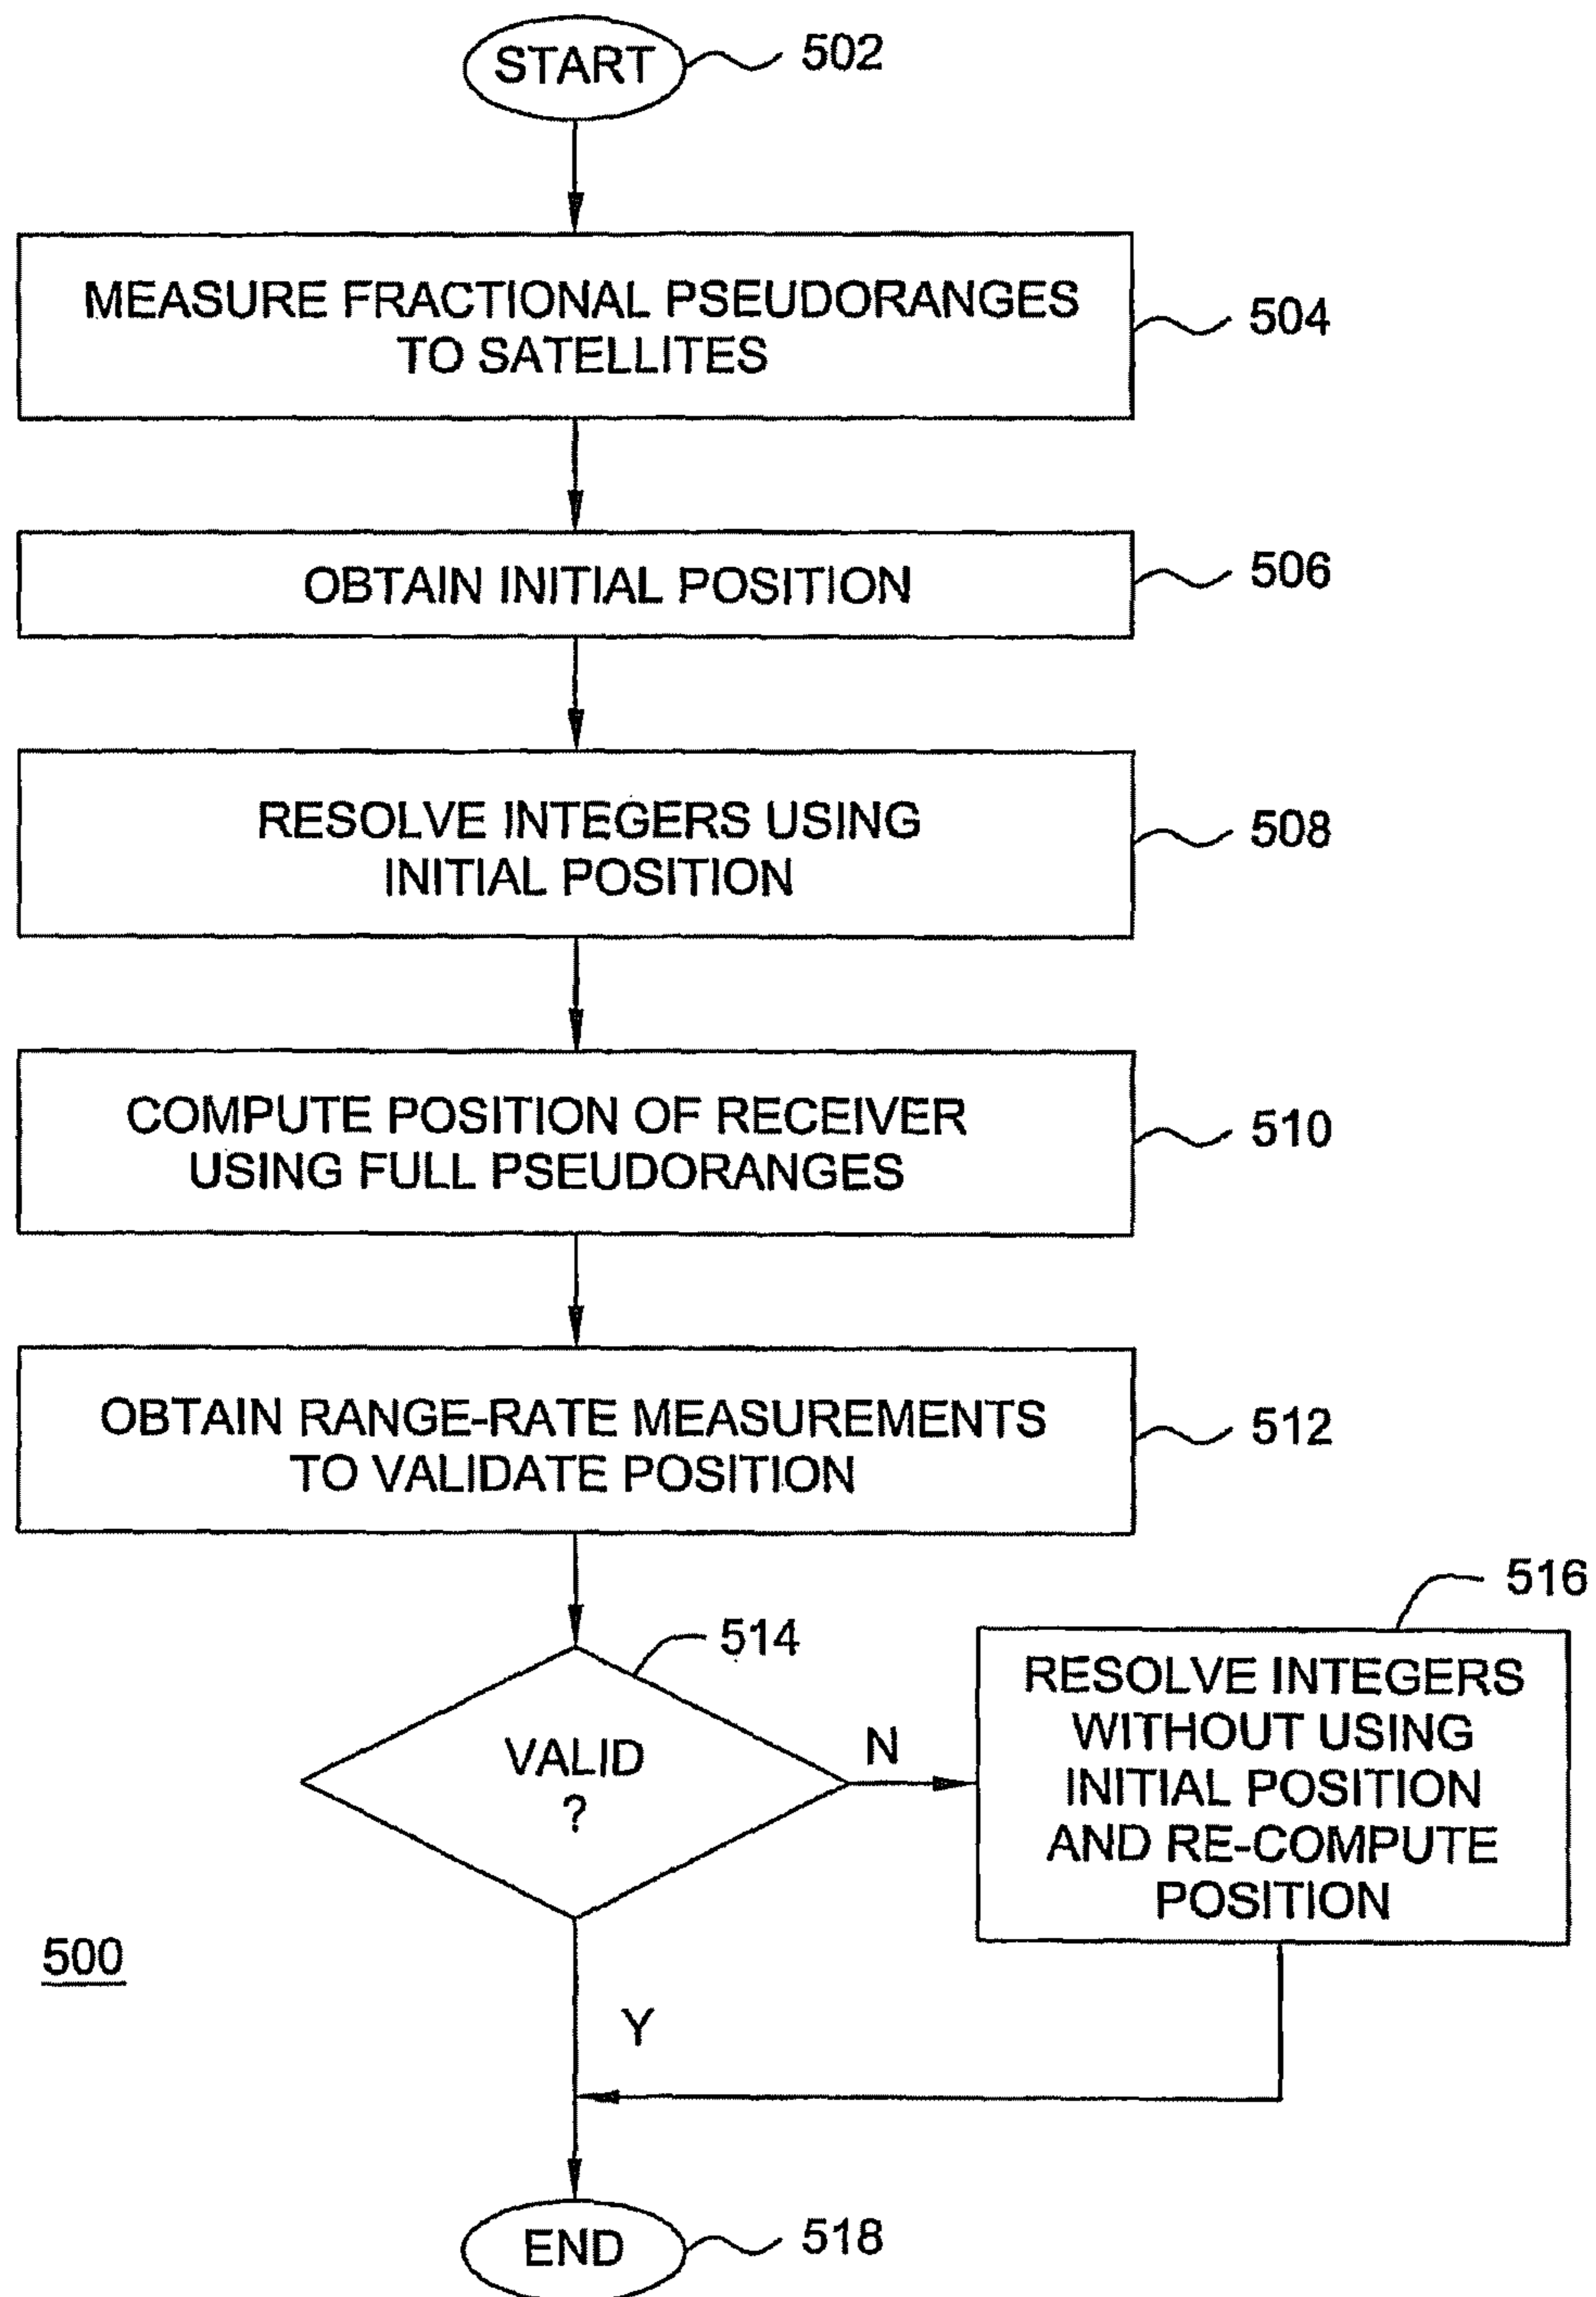 START
502
MEASURE FRACTIONAL PSEUDORANGES
TO SATELLITES
504
OBTAIN INITIAL POSITION
506
RESOLVE INTEGERS USING
INITIAL POSITION
508
COMPUTE POSITION OF RECEIVER
USING FULL PSEUDORANGES
510
OBTAIN RANGE-RATE MEASUREMENTS
TO VALIDATE POSITION
512
514
VALID
?
N
516
RESOLVE INTEGERS
WITHOUT USING
INITIAL POSITION
AND RE-COMPUTE
POSITION
500
Y
END
518